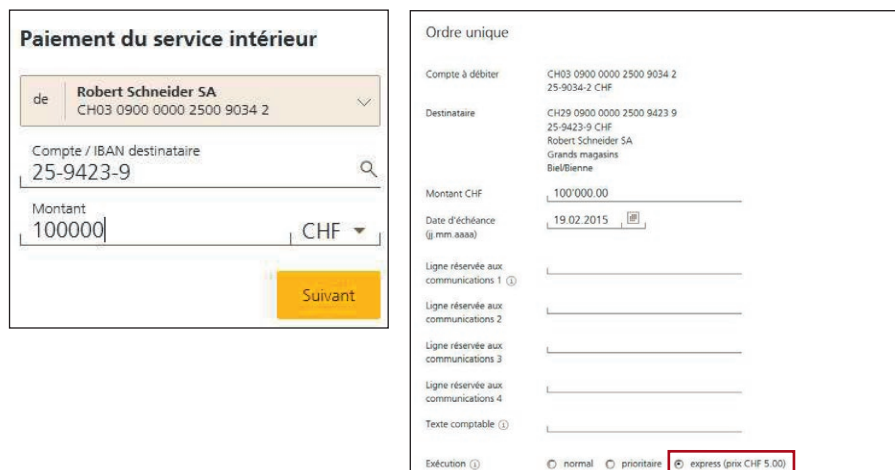 Paiement du service intérieur
de
Robert Schneider SA
CH03 0900 0000 2500 9034 2
Compte / IBAN destinataire
25-9423-9
Montant
100000
CHF
Suivant
Ordre unique
Compte à débiter
CH03 0900 0000 2500 9034 2
25-9034-2 CHF
Destinataire
CH29 0900 0000 2500 9423 9
25-9423-9 CHF
Robert Schneider SA
Grands magasins
Biel/Bienne
Montant CHF
100'000.00
Date d'échéance
(jj.mm.aaaa)
19.02.2015
Ligne réservée aux
communications 1
Ligne réservée aux
communications 2
Ligne réservée aux
communications 3
Ligne réservée aux
communications 4
Texte comptable
Exécution
normal prioritaire express (prix CHF 5.00)